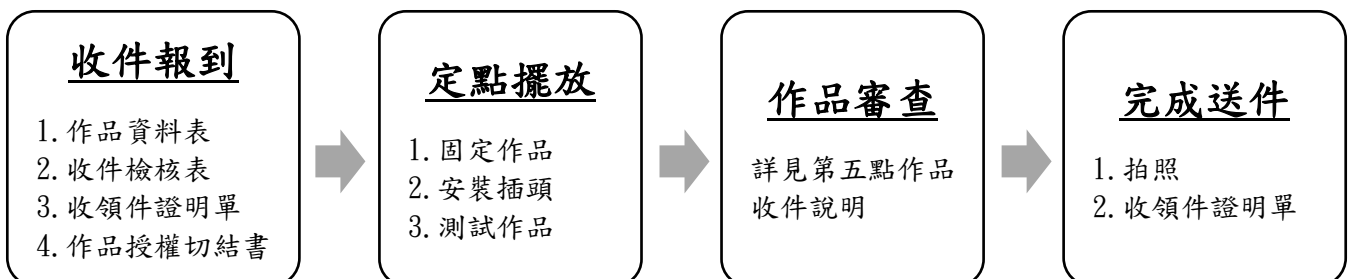 收件報到
1.作品資料表
2.收件檢核表
3.收領件證明單
4.作品授權切結書
定點擺放
1.固定作品
2.安裝插頭
3.測試作品
作品審查
詳見第五點作品
收件說明
完成送件
1.拍照
2.收領件證明單